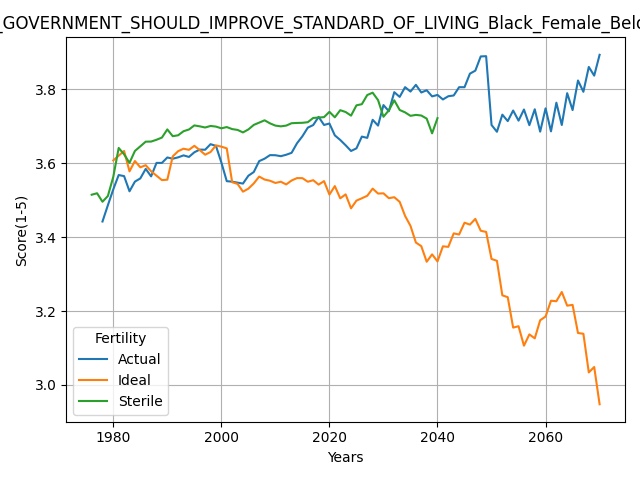 _GOVERNMENT_SHOULD_IMPROVE_STANDARD_OF_LIVING_Black_Female_Belo
3.8
3.6
3.4
3.2
3.0
Score(1-5)
Fertility
Actual
Ideal
Sterile
1980 2000 2020 2040 2060
Years